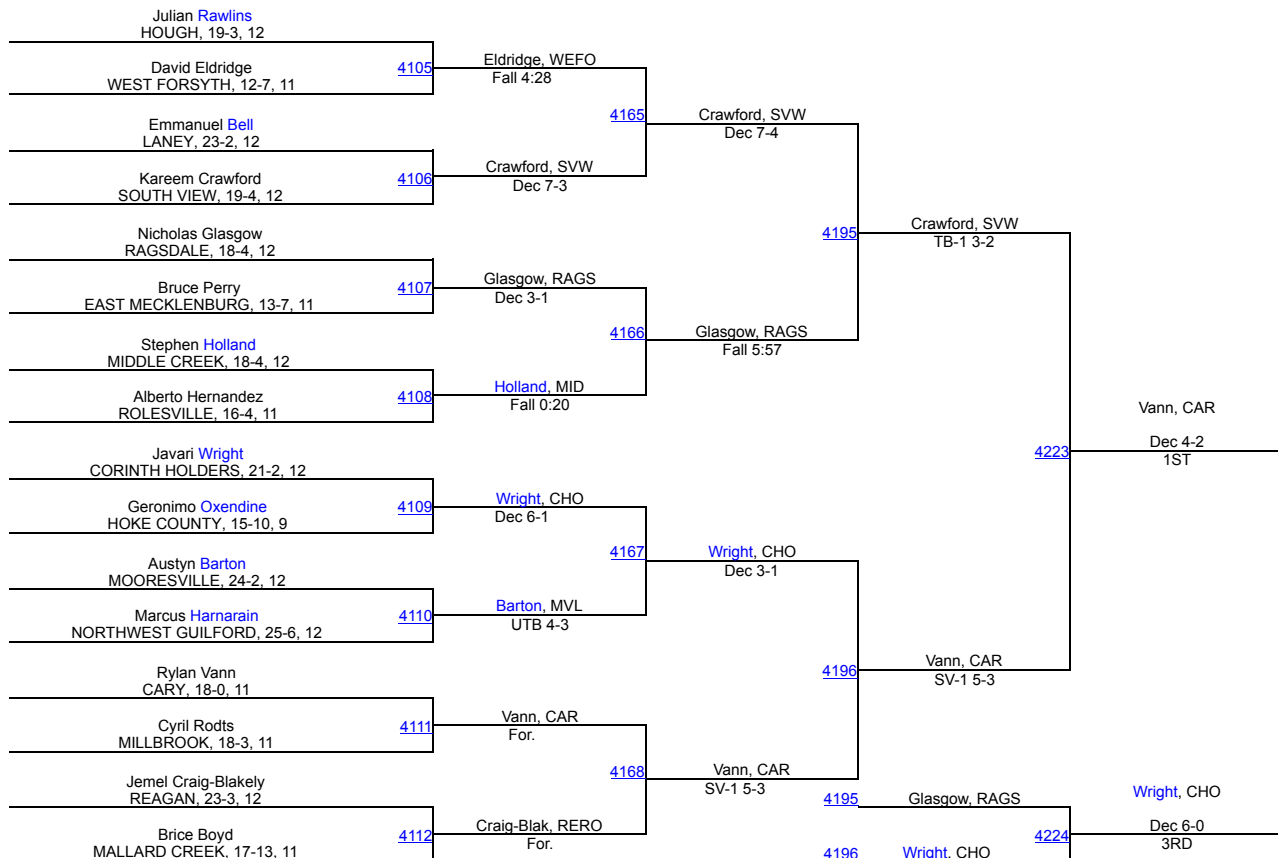 Julian Rawlins
HOUGH, 19-3, 12
David Eldridge
WEST FORSYTH, 12-7, 11
4105
Eldridge, WEFO
Fall 4:28
Emmanuel Bell
LANEY, 23-2, 12
Kareem Crawford
SOUTH VIEW, 19-4, 12
4106
Crawford, SVW
Dec 7-3
4165
Crawford, SVW
Dec 7-4
Nicholas Glasgow
RAGSDALE, 18-4, 12
Bruce Perry
EAST MECKLENBURG, 13-7, 11
4107
Glasgow, RAGS
Dec 3-1
Stephen Holland
MIDDLE CREEK, 18-4, 12
Alberto Hernandez
ROLESVILLE, 16-4, 11
4108
Holland, MID
Fall 0:20
4166
Glasgow, RAGS
Fall 5:57
4195
Crawford, SVW
TB-1 3-2
Javari Wright
CORINTH HOLDERS, 21-2, 12
Geronimo Oxendine
HOKE COUNTY, 15-10, 9
4109
Wright, CHO
Dec 6-1
Austyn Barton
MOORESVILLE, 24-2, 12
Marcus Harnarain
NORTHWEST GUILFORD, 25-6, 12
4110
Barton, MVL
UTB 4-3
4167
Wright, CHO
Dec 3-1
Rylan Vann
CARY, 18-0, 11
Cyril Rodts
MILLBROOK, 18-3, 11
4111
Vann, CAR
For.
Jemel Craig-Blakely
REAGAN, 23-3, 12
Brice Boyd
MALLARD CREEK, 17-13, 11
4112
Craig-Blak, RERO
For.
4168
Vann, CAR
SV-1 5-3
4196
Vann, CAR
SV-1 5-3
4223
Vann, CAR
Dec 4-2
1ST
4195
Glasgow, RAGS
4196
Wright, CHO
4224
Wright, CHO
Dec 6-0
3RD